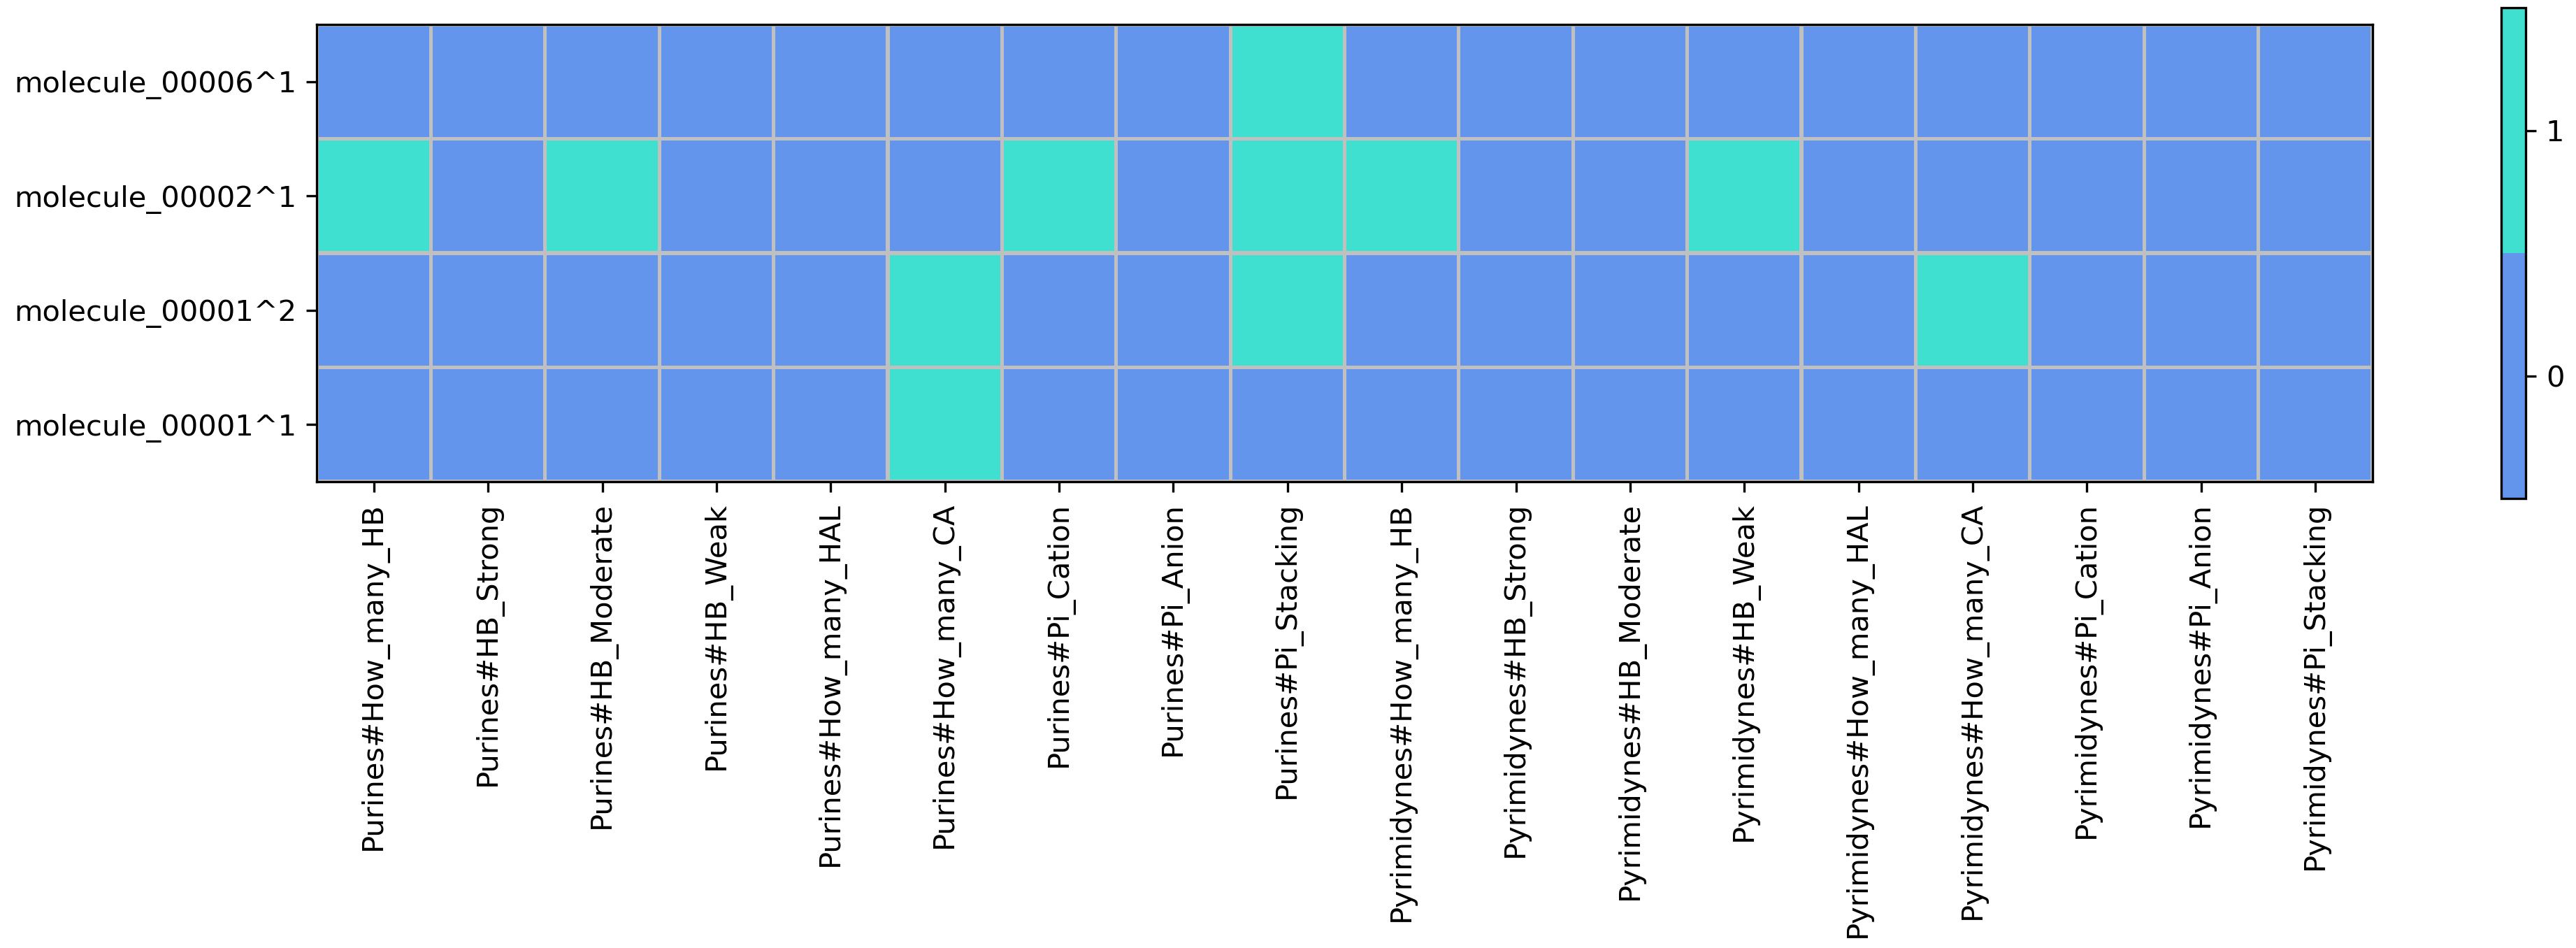 molecule_00006^1
molecule_00002^1
molecule_00001^2
molecule_00001^1
1
0
Purines#How_many_HB
Purines#HB_Strong
Purines#HB_Moderate
Purines#HB_Weak
Purines#How_many_HAL
Purines#How_many_CA
Purines#Pi_Cation
Purines#Pi_Anion
Purines#Pi_Stacking
Pyrimidynes#How_many_HB
Pyrimidynes#HB_Strong
Pyrimidynes#HB_Moderate
Pyrimidynes#HB_Weak
Pyrimidynes#How_many_HAL
Pyrimidynes#How_many_CA
Pyrimidynes#Pi_Cation
Pyrimidynes#Pi_Anion
Pyrimidynes#Pi_Stacking